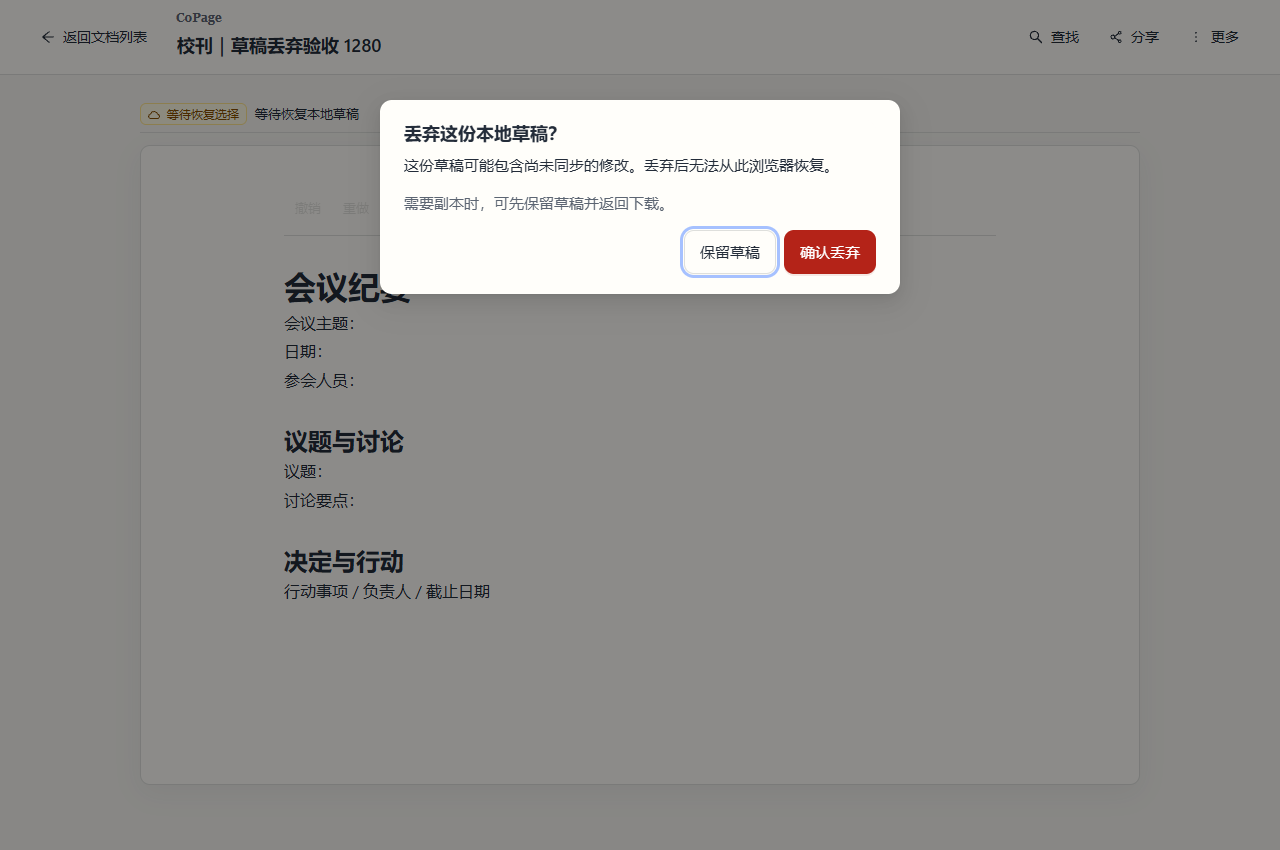 CoPage
返回文档列表
校刊｜草稿丢弃验收 1280
查找
分享
更多
等待恢复选择
等待恢复本地草稿
丢弃这份本地草稿?
这份草稿可能包含尚未同步的修改。丢弃后无法从此浏览器恢复。
需要副本时，可先保留草稿并返回下载。
保留草稿
确认丢弃
撤销
重做
会议纪要
会议主题：
日期：
参会人员：
议题与讨论
议题：
讨论要点：
决定与行动
行动事项 / 负责人 / 截止日期